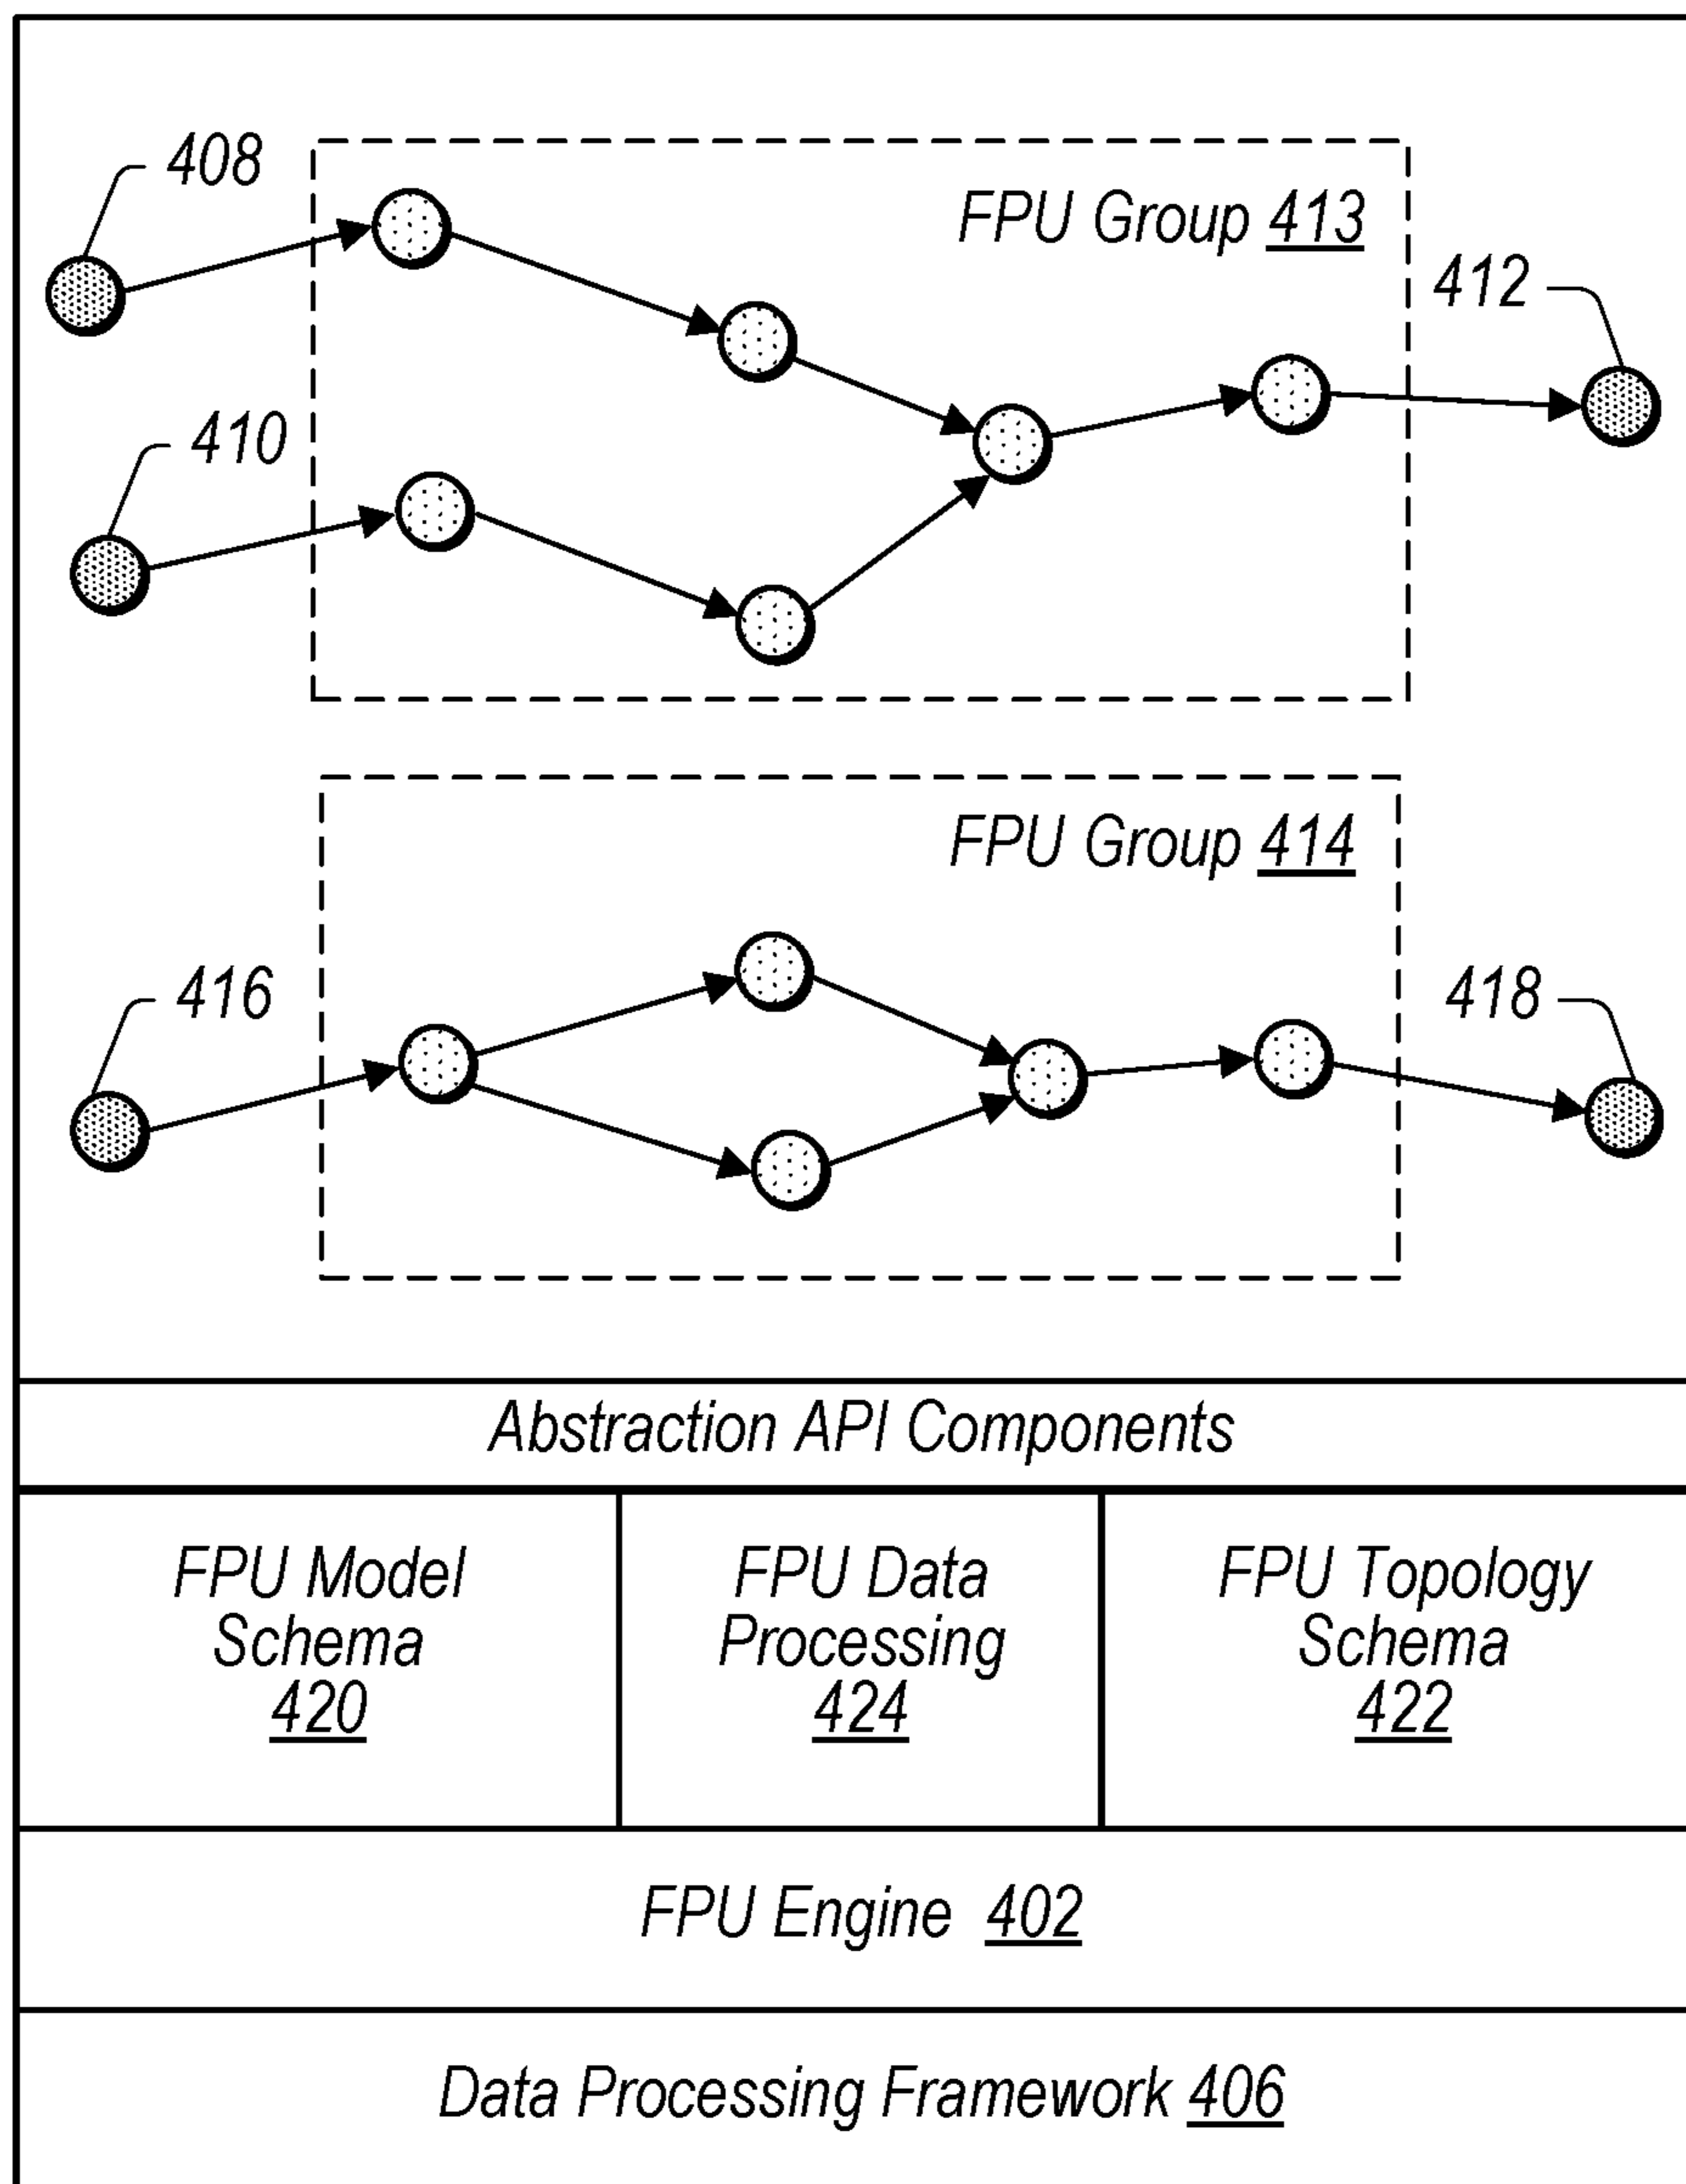 408
FPU Group 413
412
410
FPU Group 414
416
418
Abstraction API Components
FPU Model
Schema
420
FPU Data
Processing
424
FPU Topology
Schema
422
FPU Engine 402
Data Processing Framework 406